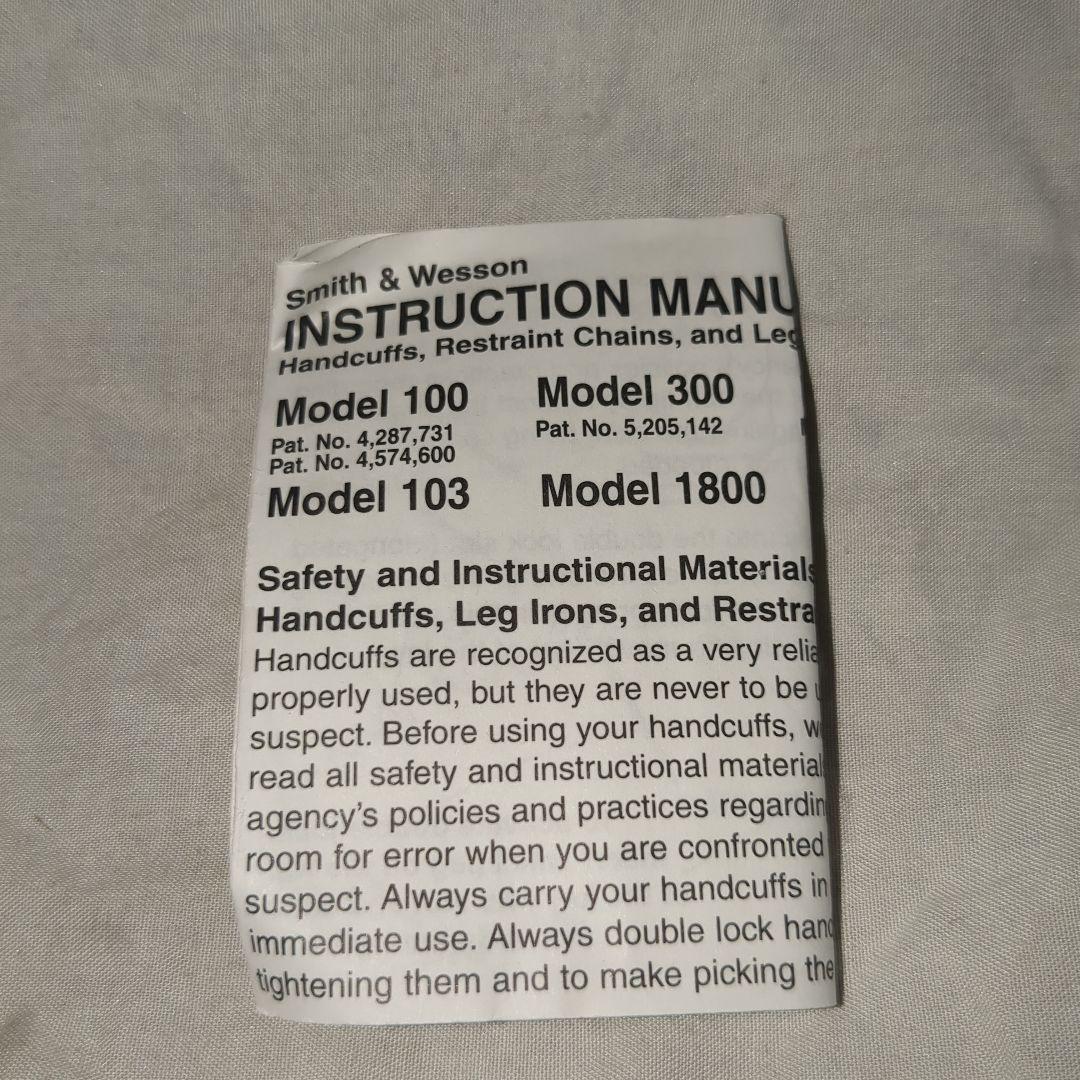 Smith & Wesson
INSTRUCTION MANU
Handcuffs, Restraint Chains, and Leg
Model 100 Model 300
Pat. No. 4,287,731 Pat. No. 5,205,142
Pat. No. 4,574,600
Model 103 Model 1800
Safety and Instructional Materials
Handcuffs, Leg Irons, and Restra
Handcuffs are recognized as a very relia
properly used, but they are never to be
suspect. Before using your handcuffs, w
read all safety and instructional material
agency's policies and practices regardin
room for error when you are confronted
suspect. Always carry your handcuffs in
immediate use. Always double lock hand
tightening them and to make picking the